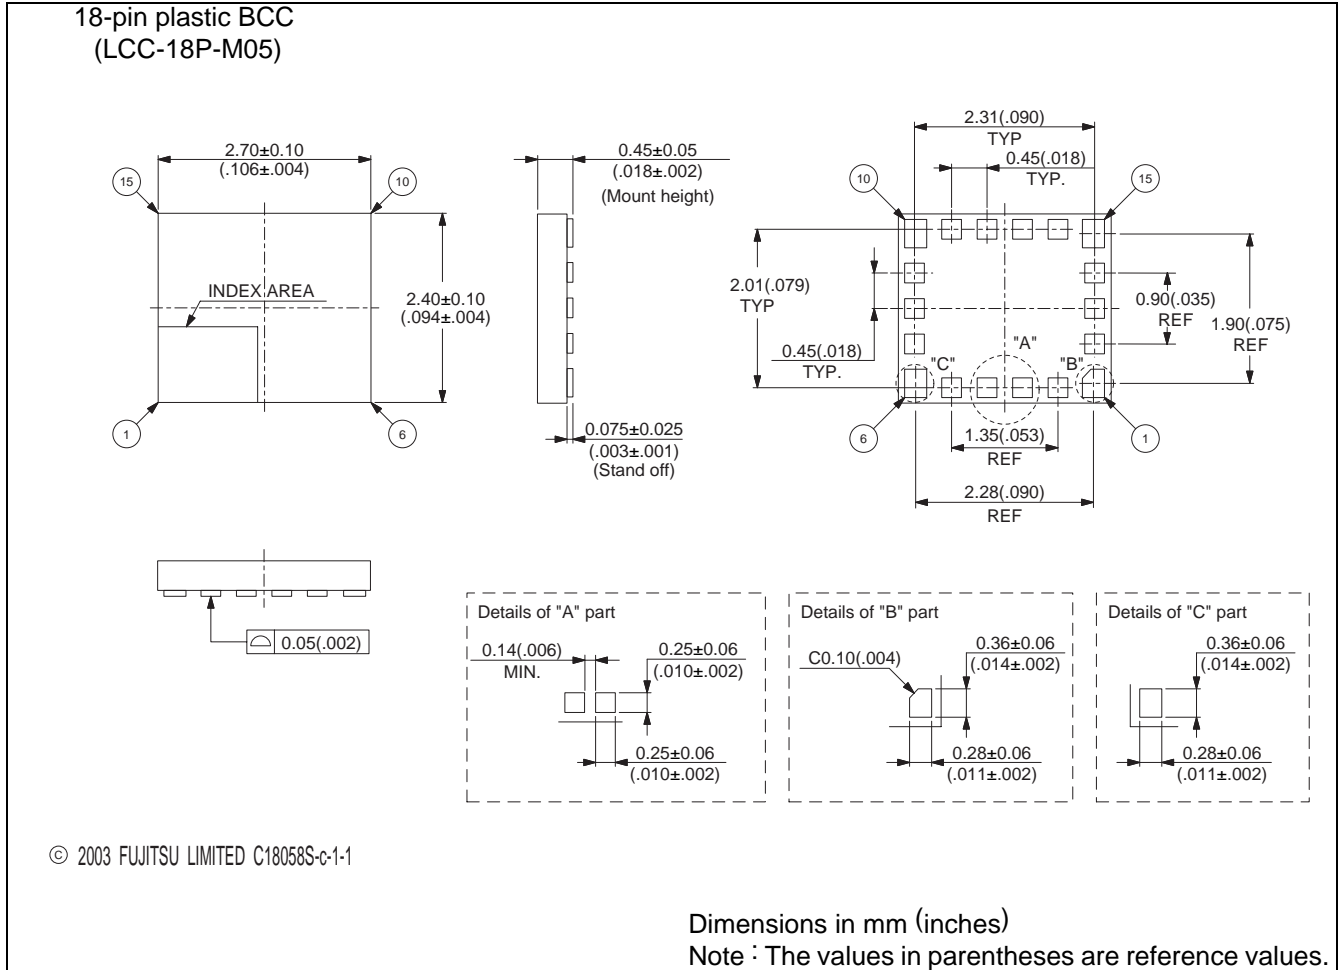 18-pin plastic BCC
(LCC-18P-M05)
2.70±0.10
(.106±.004)
15
10
INDEX AREA
2.40±0.10
(.094±.004)
1
6
0.45±0.05
(.018±.002)
(Mount height)
0.075±0.025
(.003±.001)
(Stand off)
2.31(.090)
TYP
0.45(.018)
TYP.
10
15
2.01(.079)
TYP
0.90(.035)
REF
1.90(.075)
REF
0.45(.018)
TYP.
"A"
"C"
"B"
6
1
1.35(.053)
REF
2.28(.090)
REF
0.05(.002)
Details of "A" part
0.14(.006)
MIN.
0.25±0.06
(.010±.002)
0.25±0.06
(.010±.002)
Details of "B" part
C0.10(.004)
0.36±0.06
(.014±.002)
0.28±0.06
(.011±.002)
Details of "C" part
0.36±0.06
(.014±.002)
0.28±0.06
(.011±.002)
© 2003 FUJITSU LIMITED C18058S-c-1-1
Dimensions in mm (inches)
Note : The values in parentheses are reference values.